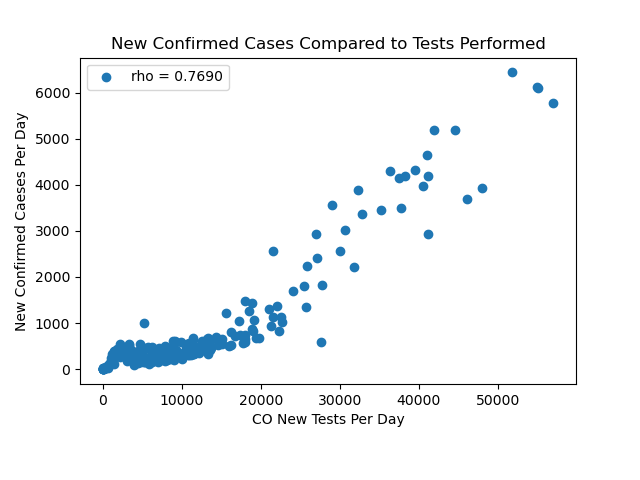 New Confirmed Cases Compared to Tests Performed
rho = 0.7690
6000
5000
4000
3000
2000
1000
0
New Confirmed Caeses Per Day
0 10000 20000 30000 40000 50000
CO New Tests Per Day